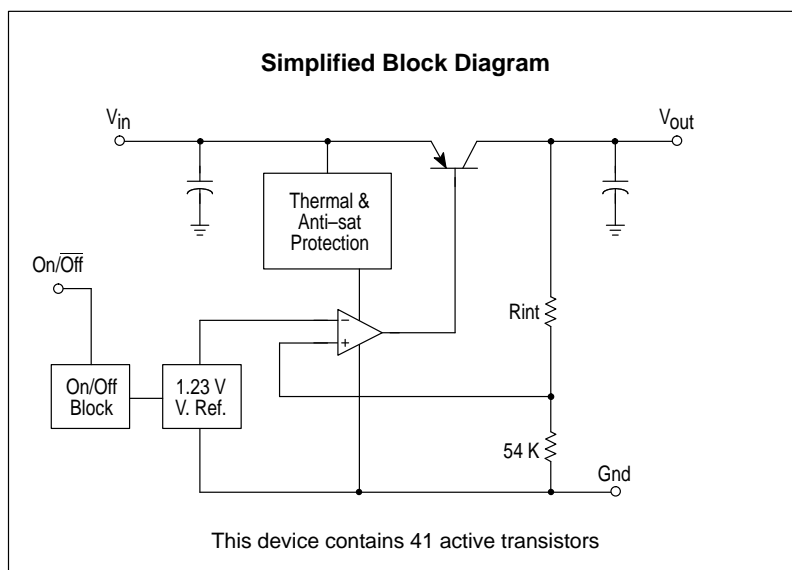 Simplified Block Diagram
Vin
Vout
Thermal &
Anti–sat
Protection
On/Off
Rint
–
+
On/Off
Block
1.23 V
V. Ref.
54 K
Gnd
This device contains 41 active transistors